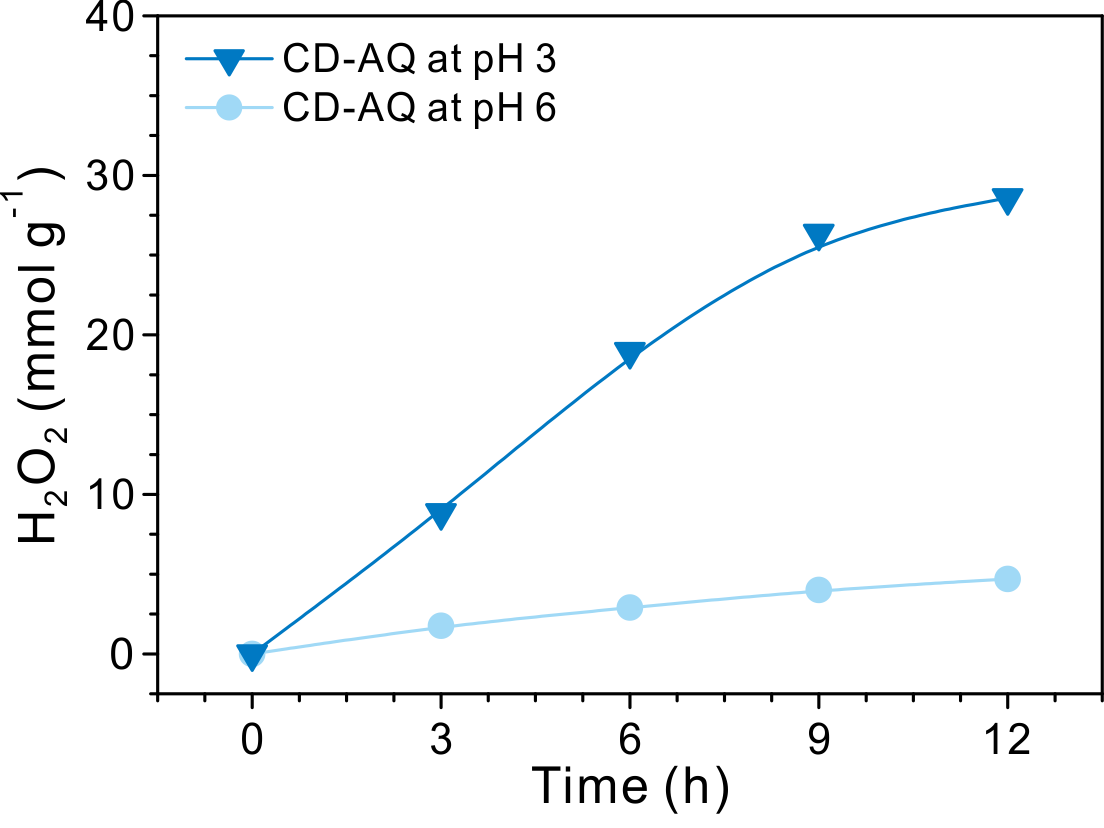 40
30
20
10
0
H₂O₂ (mmol g⁻¹)
CD-AQ at pH 3
CD-AQ at pH 6
0 3 6 9 12
Time (h)